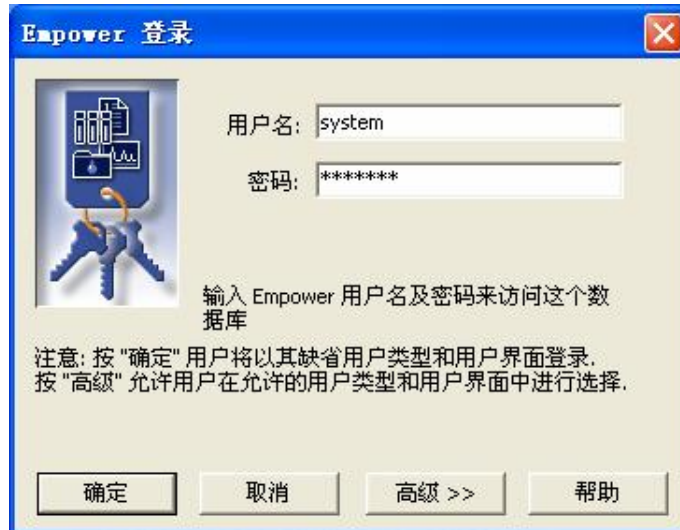 Empower 登录
用户名: system
密码: *******
输入 Empower 用户名及密码来访问这个数
据库
注意: 按 "确定" 用户将以其缺省用户类型和用户界面登录.
按 "高级" 允许用户在允许的用户类型和用户界面中进行选择.
确定 取消 高级 >> 帮助